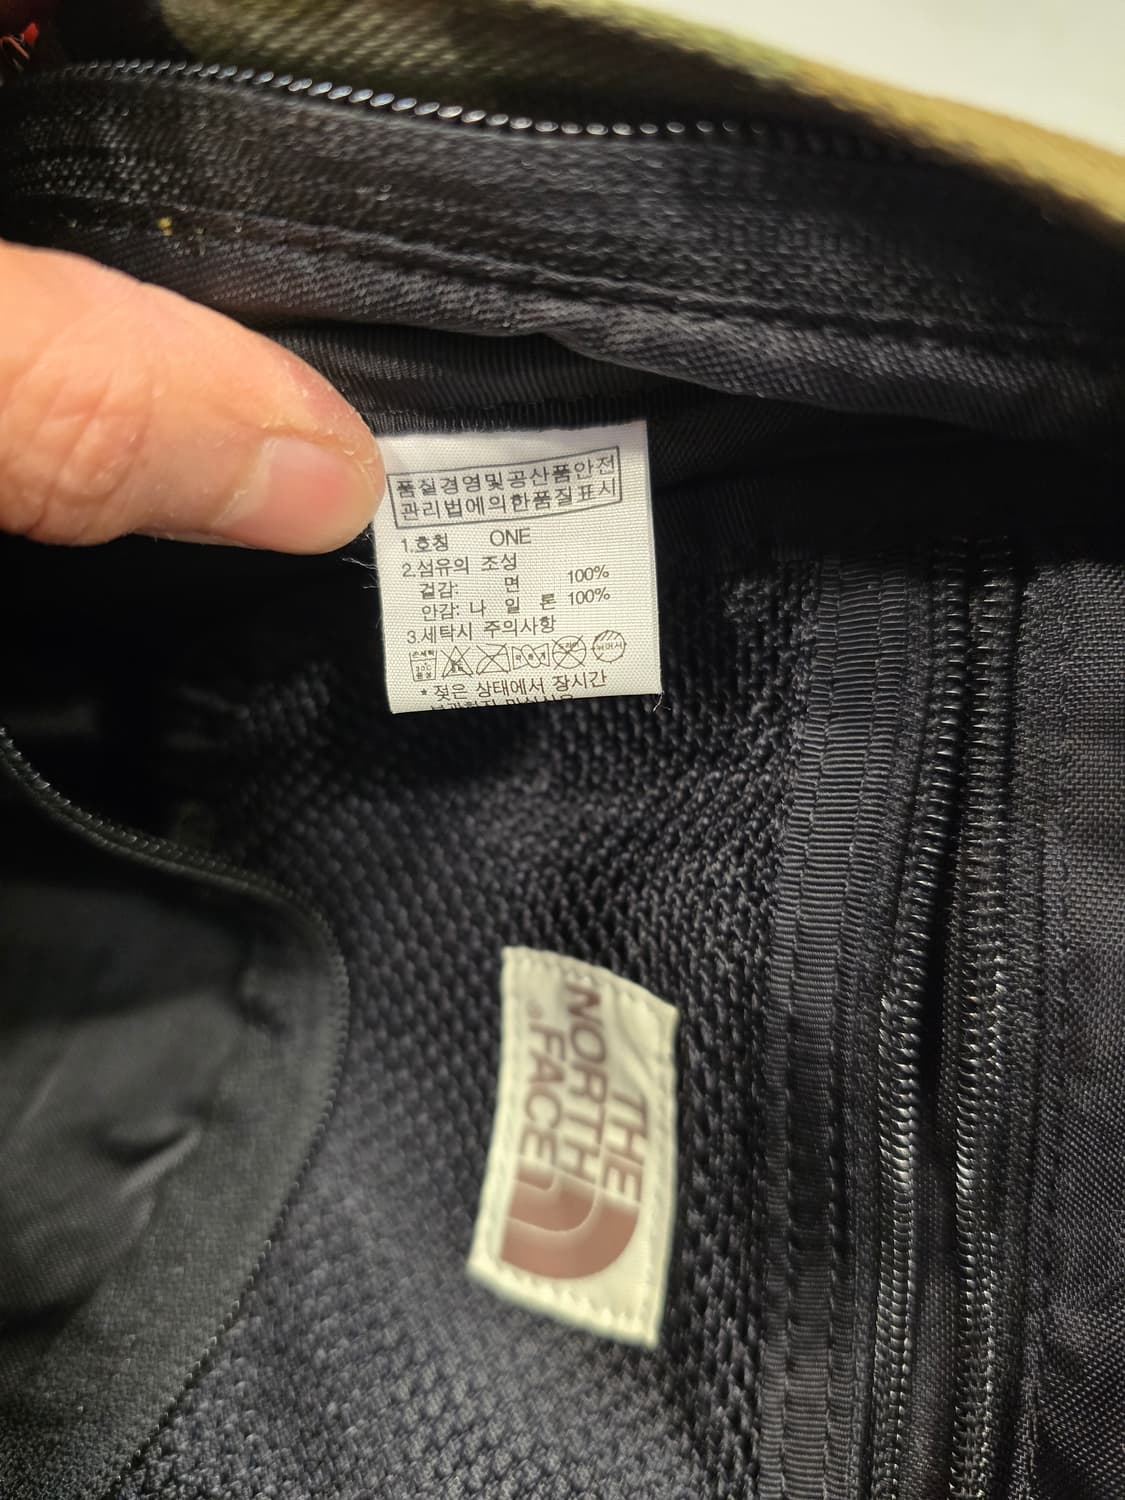 품질경영및공산품안전
관리법에의한품질표시
1.호칭 ONE
2.섬유의 조성
겉감: 면 100%
안감: 나 일 론 100%
3.세탁시 주의사항
* 젖은 상태에서 장시간
THE
NORTH
FACE